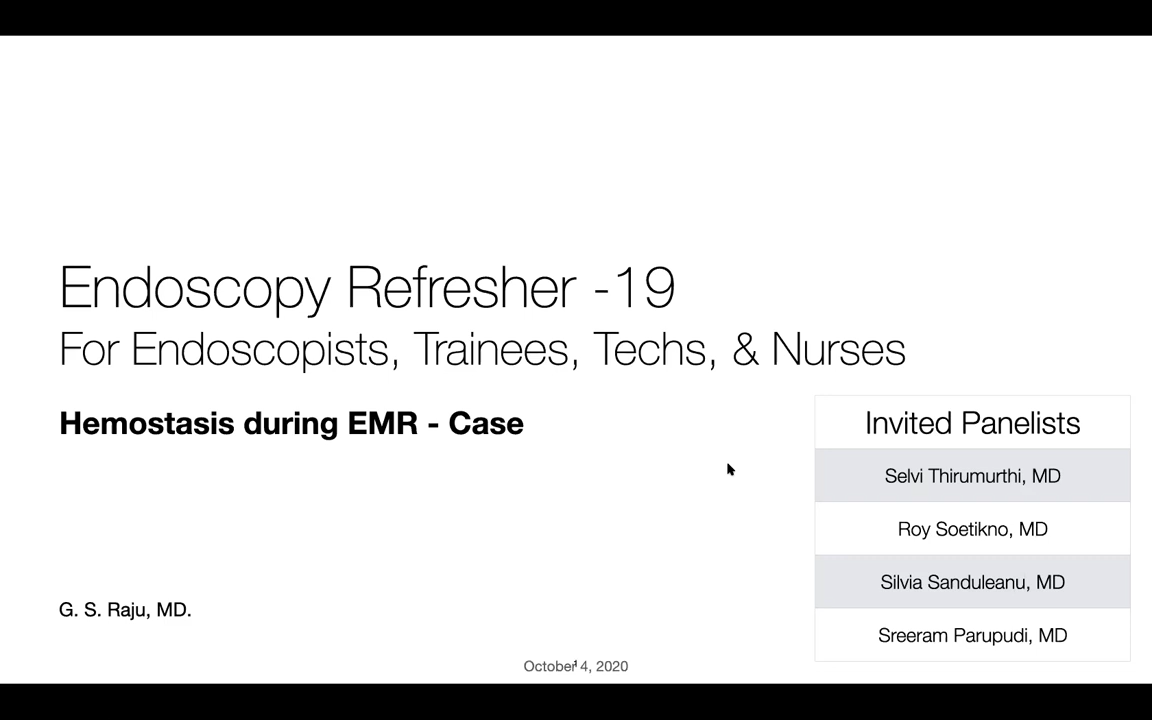 Endoscopy Refresher -19
For Endoscopists, Trainees, Techs, & Nurses
Hemostasis during EMR - Case
Invited Panelists
Selvi Thirumurthi, MD
Roy Soetikno, MD
Silvia Sanduleanu, MD
Sreeram Parupudi, MD
G. S. Raju, MD.
October 4, 2020
1